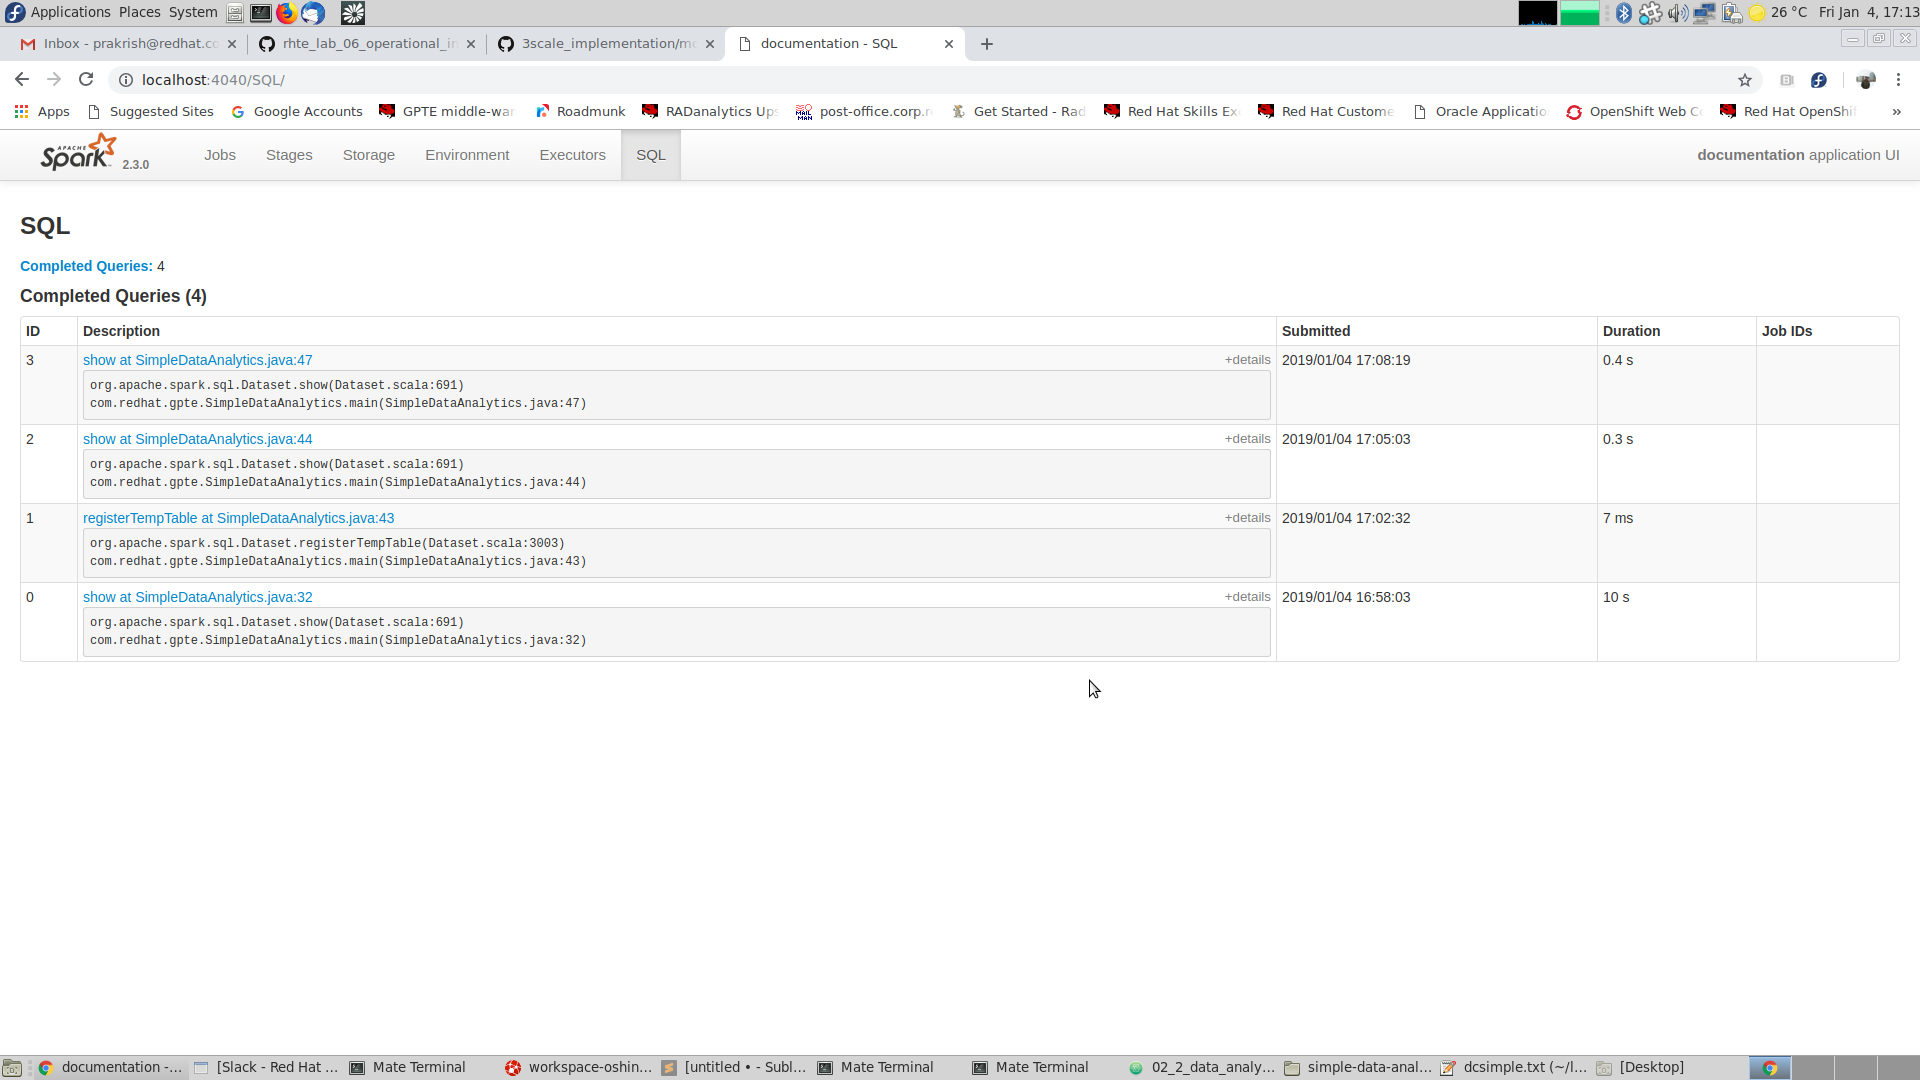 Applications Places System
26 °C Fri Jan 4, 17:13
Inbox - prakrish@redhat.co
rhte_lab_06_operational_in
3scale_implementation/mo
documentation - SQL
localhost:4040/SQL/
Apps
Suggested Sites
Google Accounts
GPTE middle-war
Roadmunk
RADanalytics Ups
post-office.corp.r
Get Started - Rad
Red Hat Skills Ex
Red Hat Custome
Oracle Applicatio
OpenShift Web C
Red Hat OpenShif
»
APACHE Spark 2.3.0
Jobs
Stages
Storage
Environment
Executors
SQL
documentation application UI
SQL
Completed Queries: 4
Completed Queries (4)
ID Description Submitted Duration Job IDs
3 show at SimpleDataAnalytics.java:47 +details 2019/01/04 17:08:19 0.4 s
org.apache.spark.sql.Dataset.show(Dataset.scala:691)
com.redhat.gpte.SimpleDataAnalytics.main(SimpleDataAnalytics.java:47)
2 show at SimpleDataAnalytics.java:44 +details 2019/01/04 17:05:03 0.3 s
org.apache.spark.sql.Dataset.show(Dataset.scala:691)
com.redhat.gpte.SimpleDataAnalytics.main(SimpleDataAnalytics.java:44)
1 registerTempTable at SimpleDataAnalytics.java:43 +details 2019/01/04 17:02:32 7 ms
org.apache.spark.sql.Dataset.registerTempTable(Dataset.scala:3003)
com.redhat.gpte.SimpleDataAnalytics.main(SimpleDataAnalytics.java:43)
0 show at SimpleDataAnalytics.java:32 +details 2019/01/04 16:58:03 10 s
org.apache.spark.sql.Dataset.show(Dataset.scala:691)
com.redhat.gpte.SimpleDataAnalytics.main(SimpleDataAnalytics.java:32)
documentation -...
[Slack - Red Hat ...
Mate Terminal
workspace-oshin...
[untitled • - Subl...
Mate Terminal
Mate Terminal
02_2_data_analy...
simple-data-anal...
dcsimple.txt (~/l...
[Desktop]